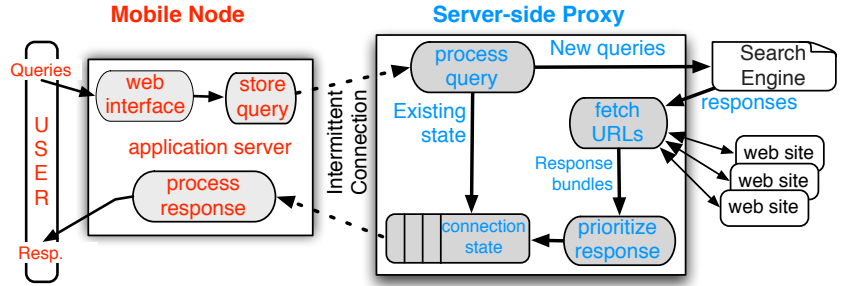 Mobile Node
Server-side Proxy
Queries
USER
Resp.
web
interface
store
query
application server
process
response
Intermittent
Connection
process
query
New queries
Search
Engine
responses
Existing
state
fetch
URLs
Response
bundles
web site
web site
web site
connection
state
prioritize
response